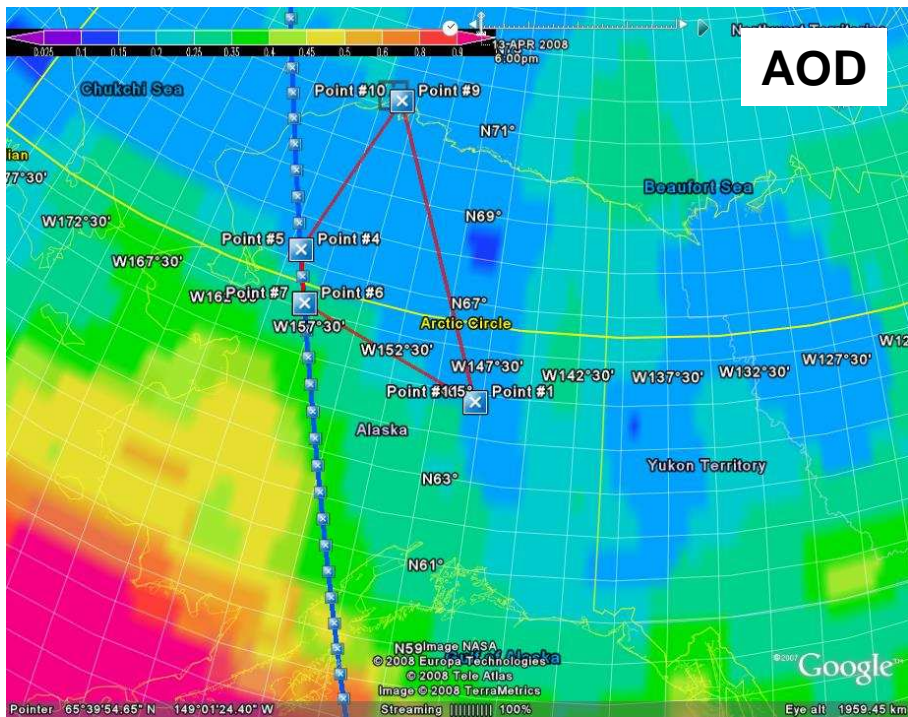 AOD
0.025 0.1 0.15 0.2 0.25 0.35 0.4 0.45 0.5 0.6 0.8 0.9
13 APR 2008
6:00pm
Chukchi Sea
Point #10 Point #9
N71°
Beaufort Sea
W172°30'
N69°
Point #5 Point #4
W167°30'
Point #7 Point #6
N67°
W157°30'
Arctic Circle
W152°30'
W147°30'
W142°30'
W137°30'
W132°30'
W127°30'
Point #1
Alaska
Yukon Territory
N63°
N61°
N59°
Image NASA
© 2008 Europa Technologies
© 2008 Tele Atlas
Image © 2008 TerraMetrics
Gulf of Alaska
©2007 Google™
Pointer 65°39'54.65" N 149°01'24.40" W Streaming 100% Eye alt 1959.45 km